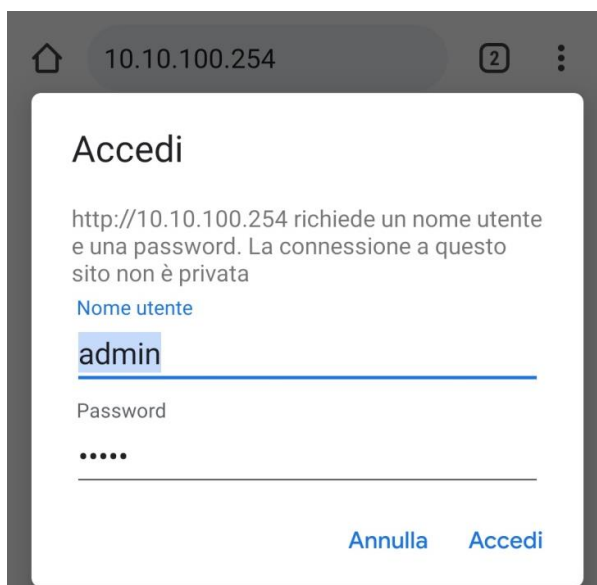 10.10.100.254
2
Accedi
http://10.10.100.254 richiede un nome utente
e una password. La connessione a questo
sito non è privata
Nome utente
admin
Password
•••••
Annulla
Accedi